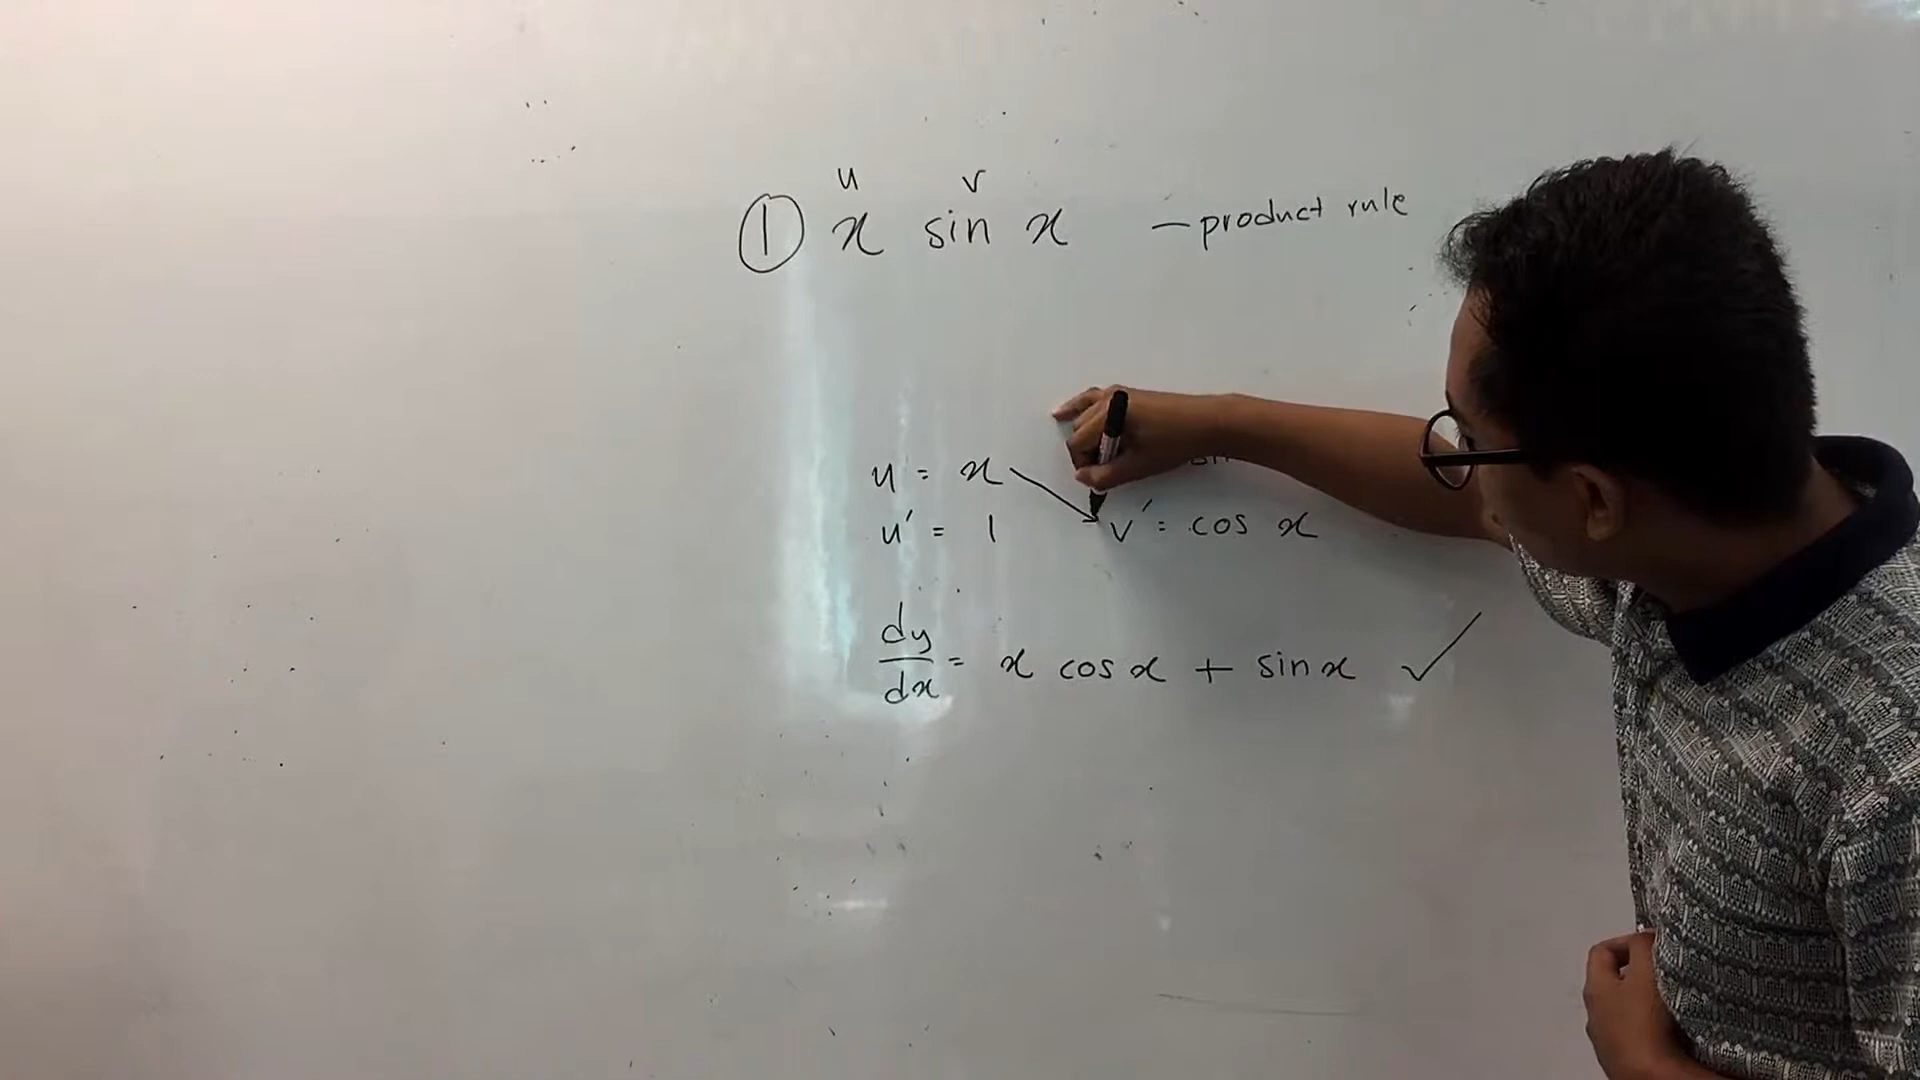 u v
① x sin x — product rule
u = x
u' = 1 v' = cos x
dy
dx = x cos x + sin x ✓